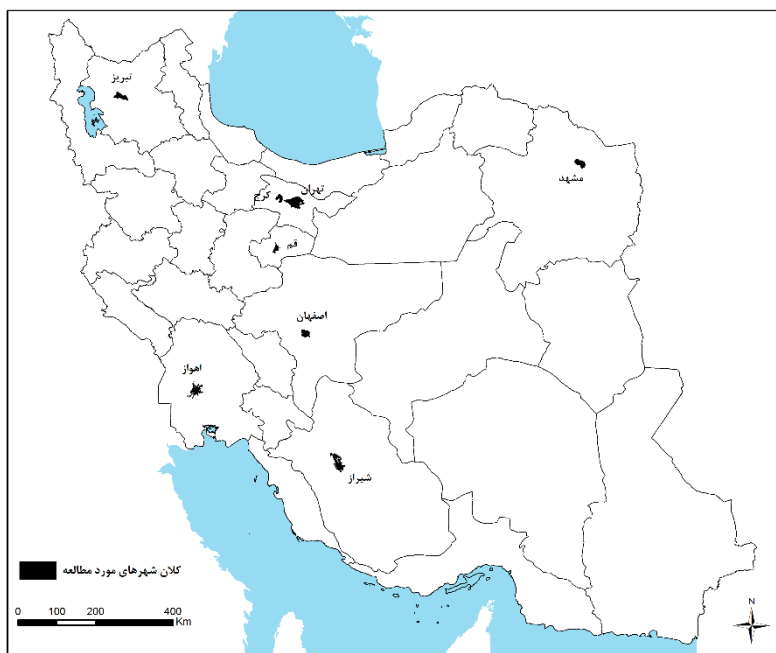 تبریز
مشهد
تهران
کرج
قم
اصفهان
اهواز
شیراز
کلان شهرهای مورد مطالعه
0 100 200 400
Km
N